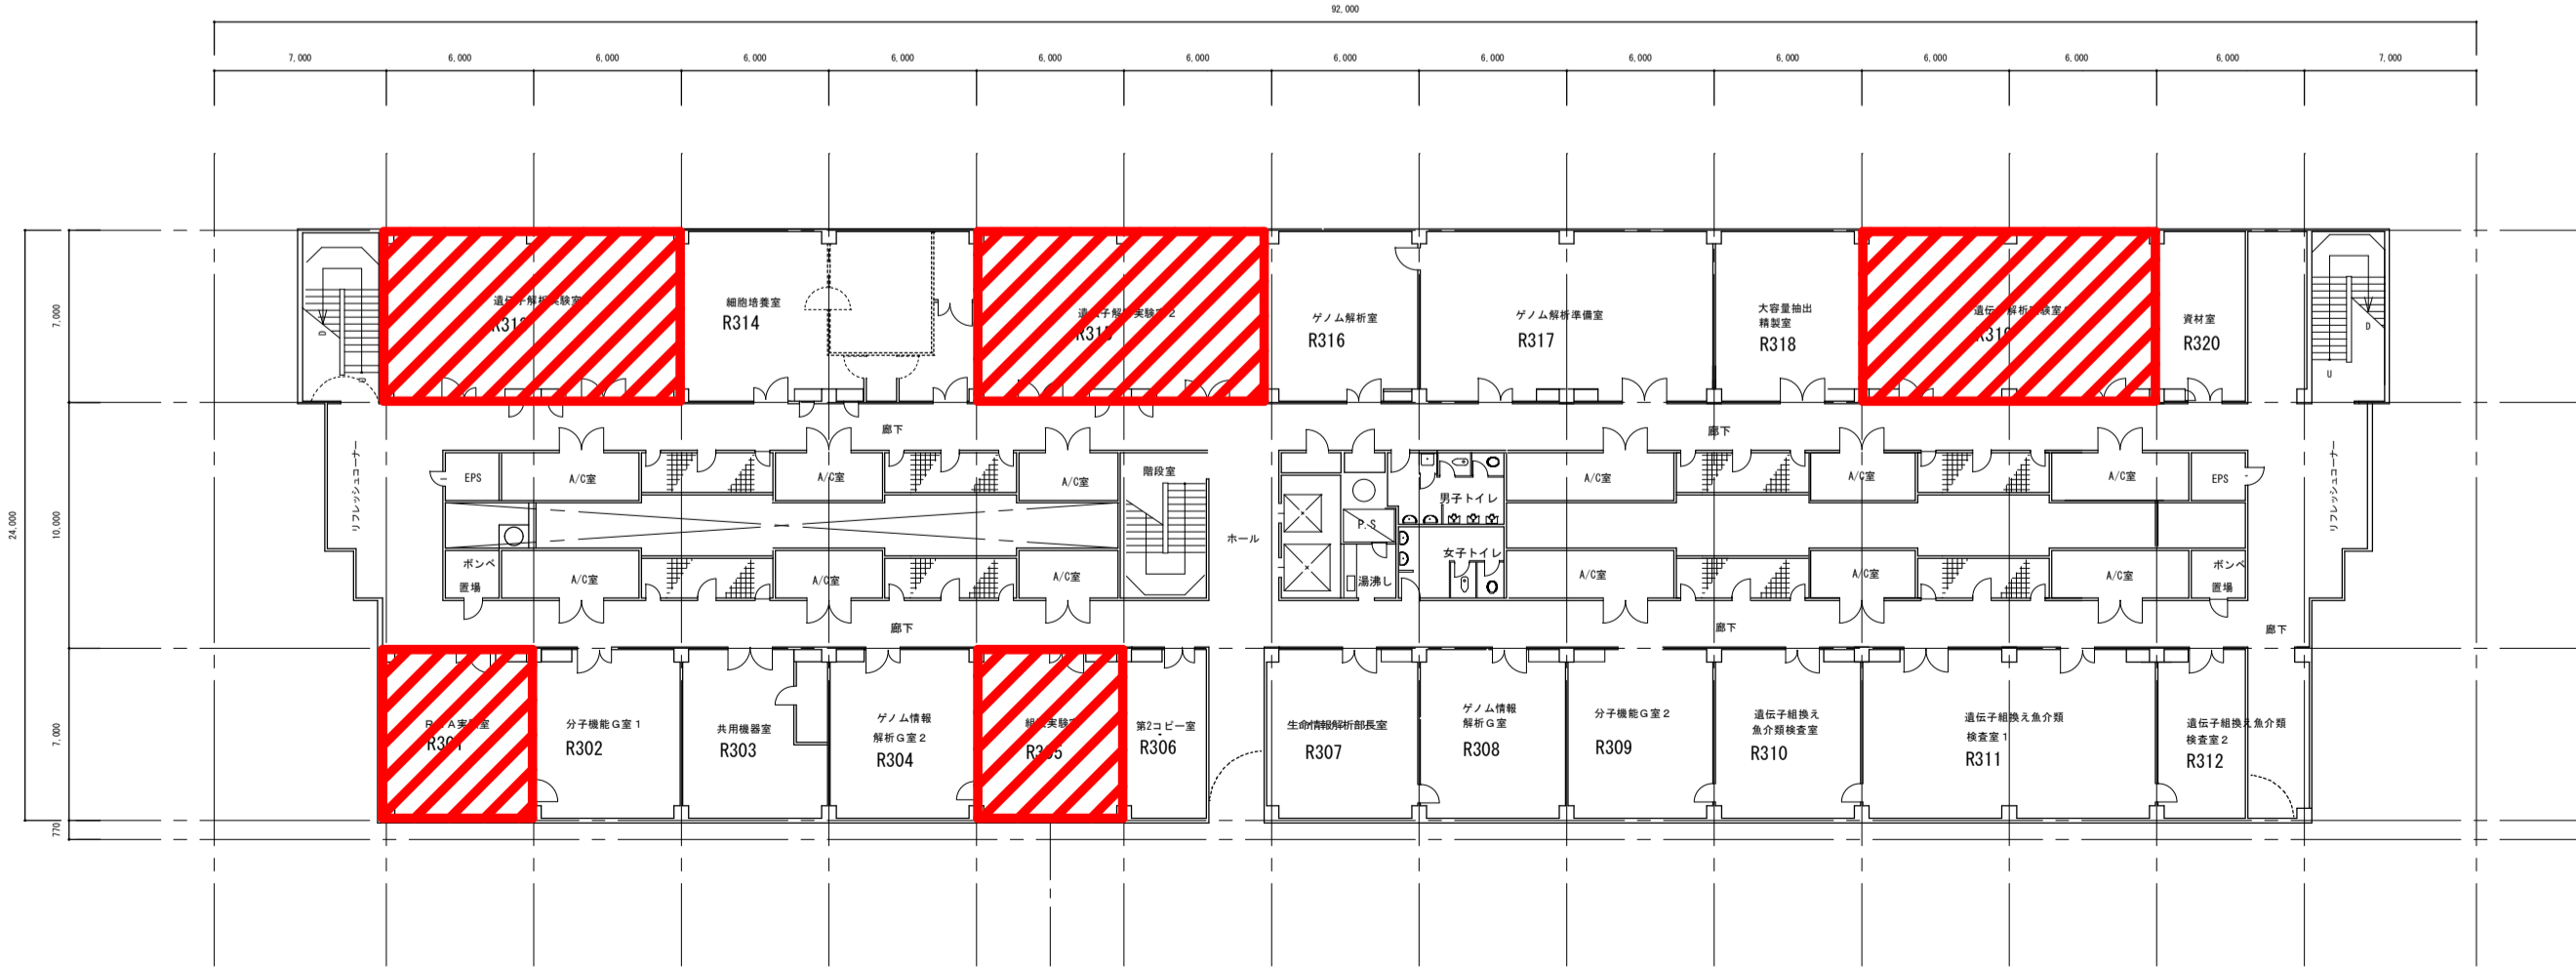 92,000
7,000
6,000
6,000
6,000
6,000
6,000
6,000
6,000
6,000
6,000
6,000
6,000
6,000
6,000
7,000
24,000
7,000
10,000
7,000
770
細胞培養室
R314
ゲノム解析室
R316
ゲノム解析準備室
R317
大容量抽出
精製室
R318
資材室
R320
D
D
U
廊下
廊下
リフレッシュコーナー
EPS
A/C室
A/C室
A/C室
階段室
ホール
P.S
男子トイレ
女子トイレ
湯沸し
A/C室
A/C室
A/C室
EPS
リフレッシュコーナー
ボンベ
置場
A/C室
A/C室
A/C室
A/C室
A/C室
A/C室
ボンベ
置場
廊下
廊下
廊下
分子機能G室1
R302
共用機器室
R303
ゲノム情報
解析G室2
R304
第2コピー室
R306
生命情報解析部長室
R307
ゲノム情報
解析G室
R308
分子機能G室2
R309
遺伝子組換え
魚介類検査室
R310
遺伝子組換え魚介類
検査室1
R311
遺伝子組換え魚介類
検査室2
R312